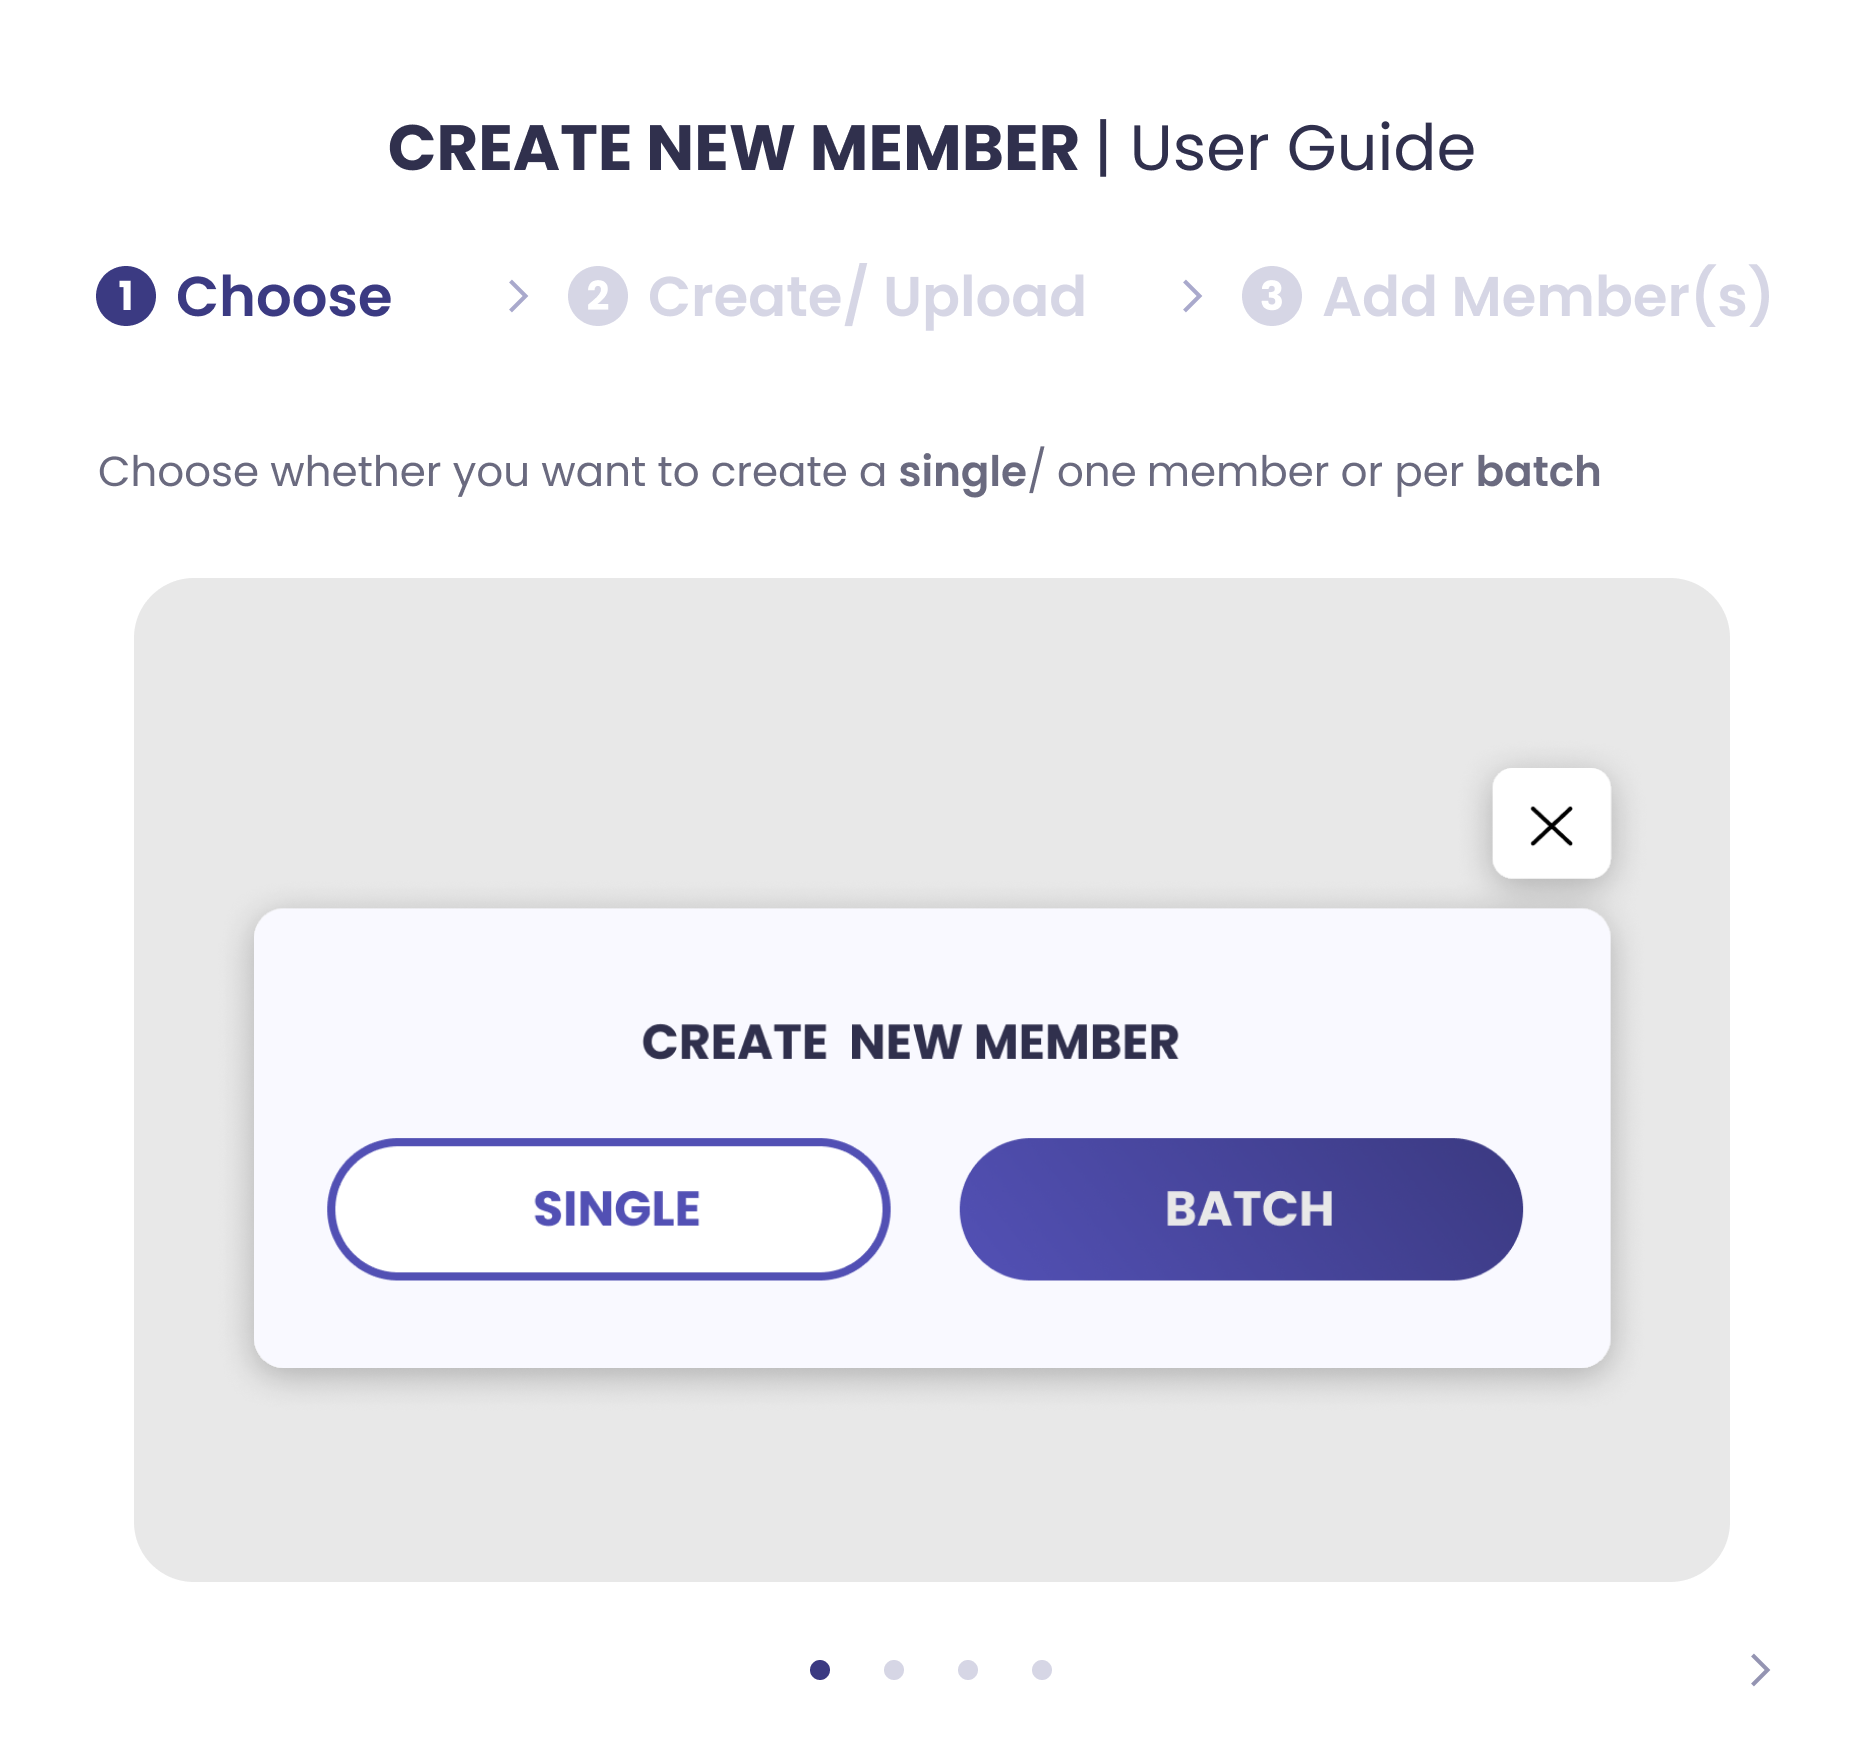 CREATE NEW MEMBER | User Guide
1 Choose > 2 Create/ Upload > 3 Add Member(s)
Choose whether you want to create a single/ one member or per batch
CREATE  NEW MEMBER
SINGLE BATCH